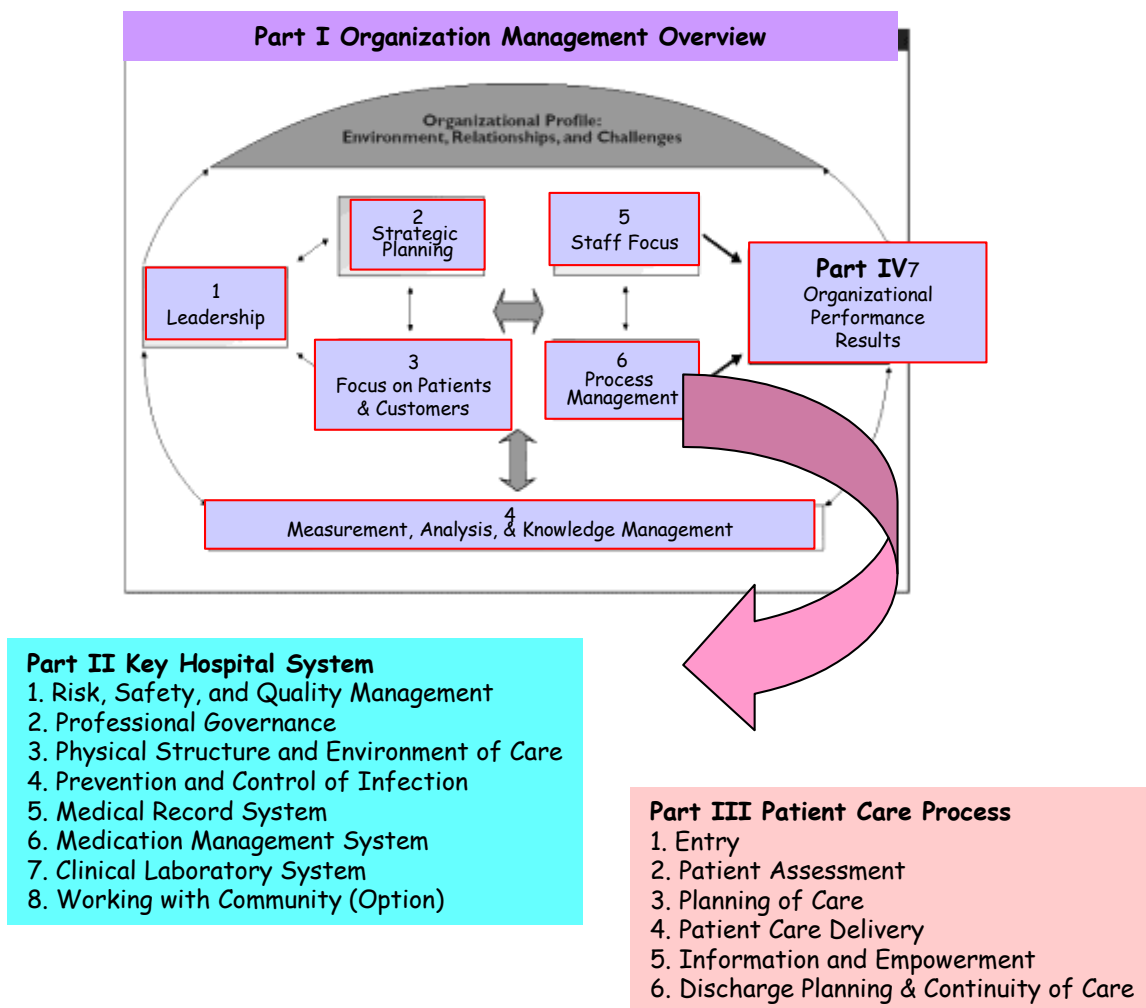 Part I Organization Management Overview
Organizational Profile:
Environment, Relationships, and Challenges
2
Strategic
Planning
5
Staff Focus
1
Leadership
Part IV7
Organizational
Performance
Results
3
Focus on Patients
& Customers
6
Process
Management
4
Measurement, Analysis, & Knowledge Management
Part II Key Hospital System
1. Risk, Safety, and Quality Management
2. Professional Governance
3. Physical Structure and Environment of Care
4. Prevention and Control of Infection
5. Medical Record System
6. Medication Management System
7. Clinical Laboratory System
8. Working with Community (Option)
Part III Patient Care Process
1. Entry
2. Patient Assessment
3. Planning of Care
4. Patient Care Delivery
5. Information and Empowerment
6. Discharge Planning & Continuity of Care